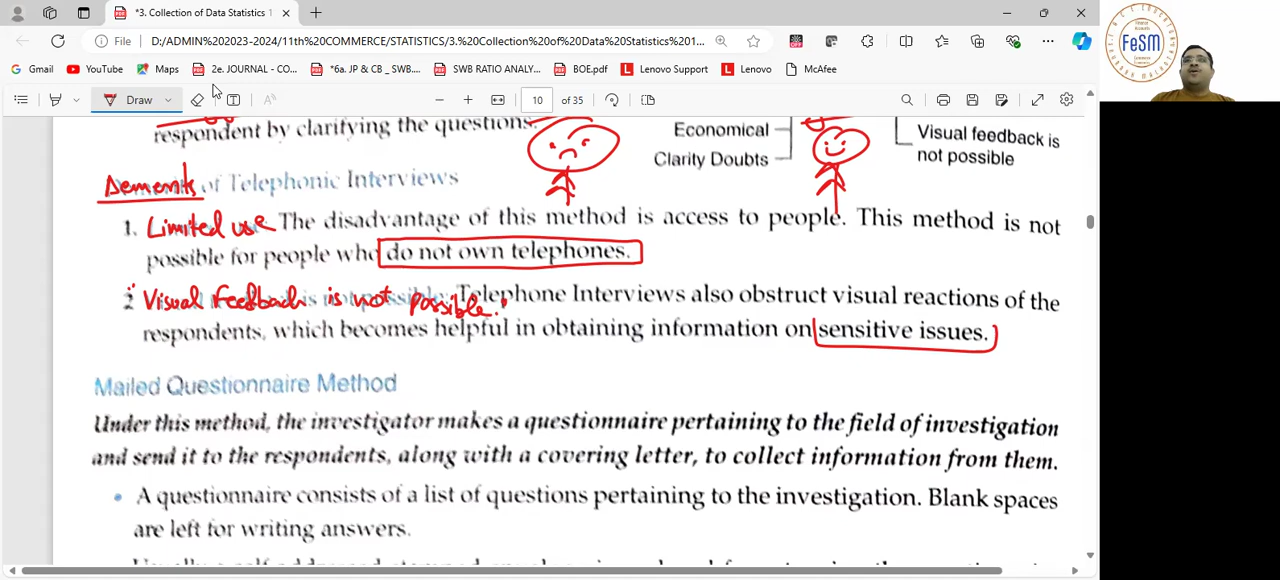 *3. Collection of Data Statistics 1
File D:/ADMIN%202023-2024/11th%20COMMERCE/STATISTICS/3.%20Collection%20of%20Data%20Statistics%201...
Gmail YouTube Maps 2e. JOURNAL - CO... *6a. JP & CB _SWB.... SWB RATIO ANALY... BOE.pdf Lenovo Support Lenovo McAfee
Draw 10 of 35
FeSM
respondent by clarifying the questions.
Economical
Clarity Doubts
Visual feedback is
not possible
Demerits of Telephonic Interviews
1. Limited use The disadvantage of this method is access to people. This method is not
possible for people who do not own telephones.
2 Visual Feedback is not possible. Telephone Interviews also obstruct visual reactions of the
respondents, which becomes helpful in obtaining information on sensitive issues.
Mailed Questionnaire Method
Under this method, the investigator makes a questionnaire pertaining to the field of investigation
and send it to the respondents, along with a covering letter, to collect information from them.
• A questionnaire consists of a list of questions pertaining to the investigation. Blank spaces
are left for writing answers.